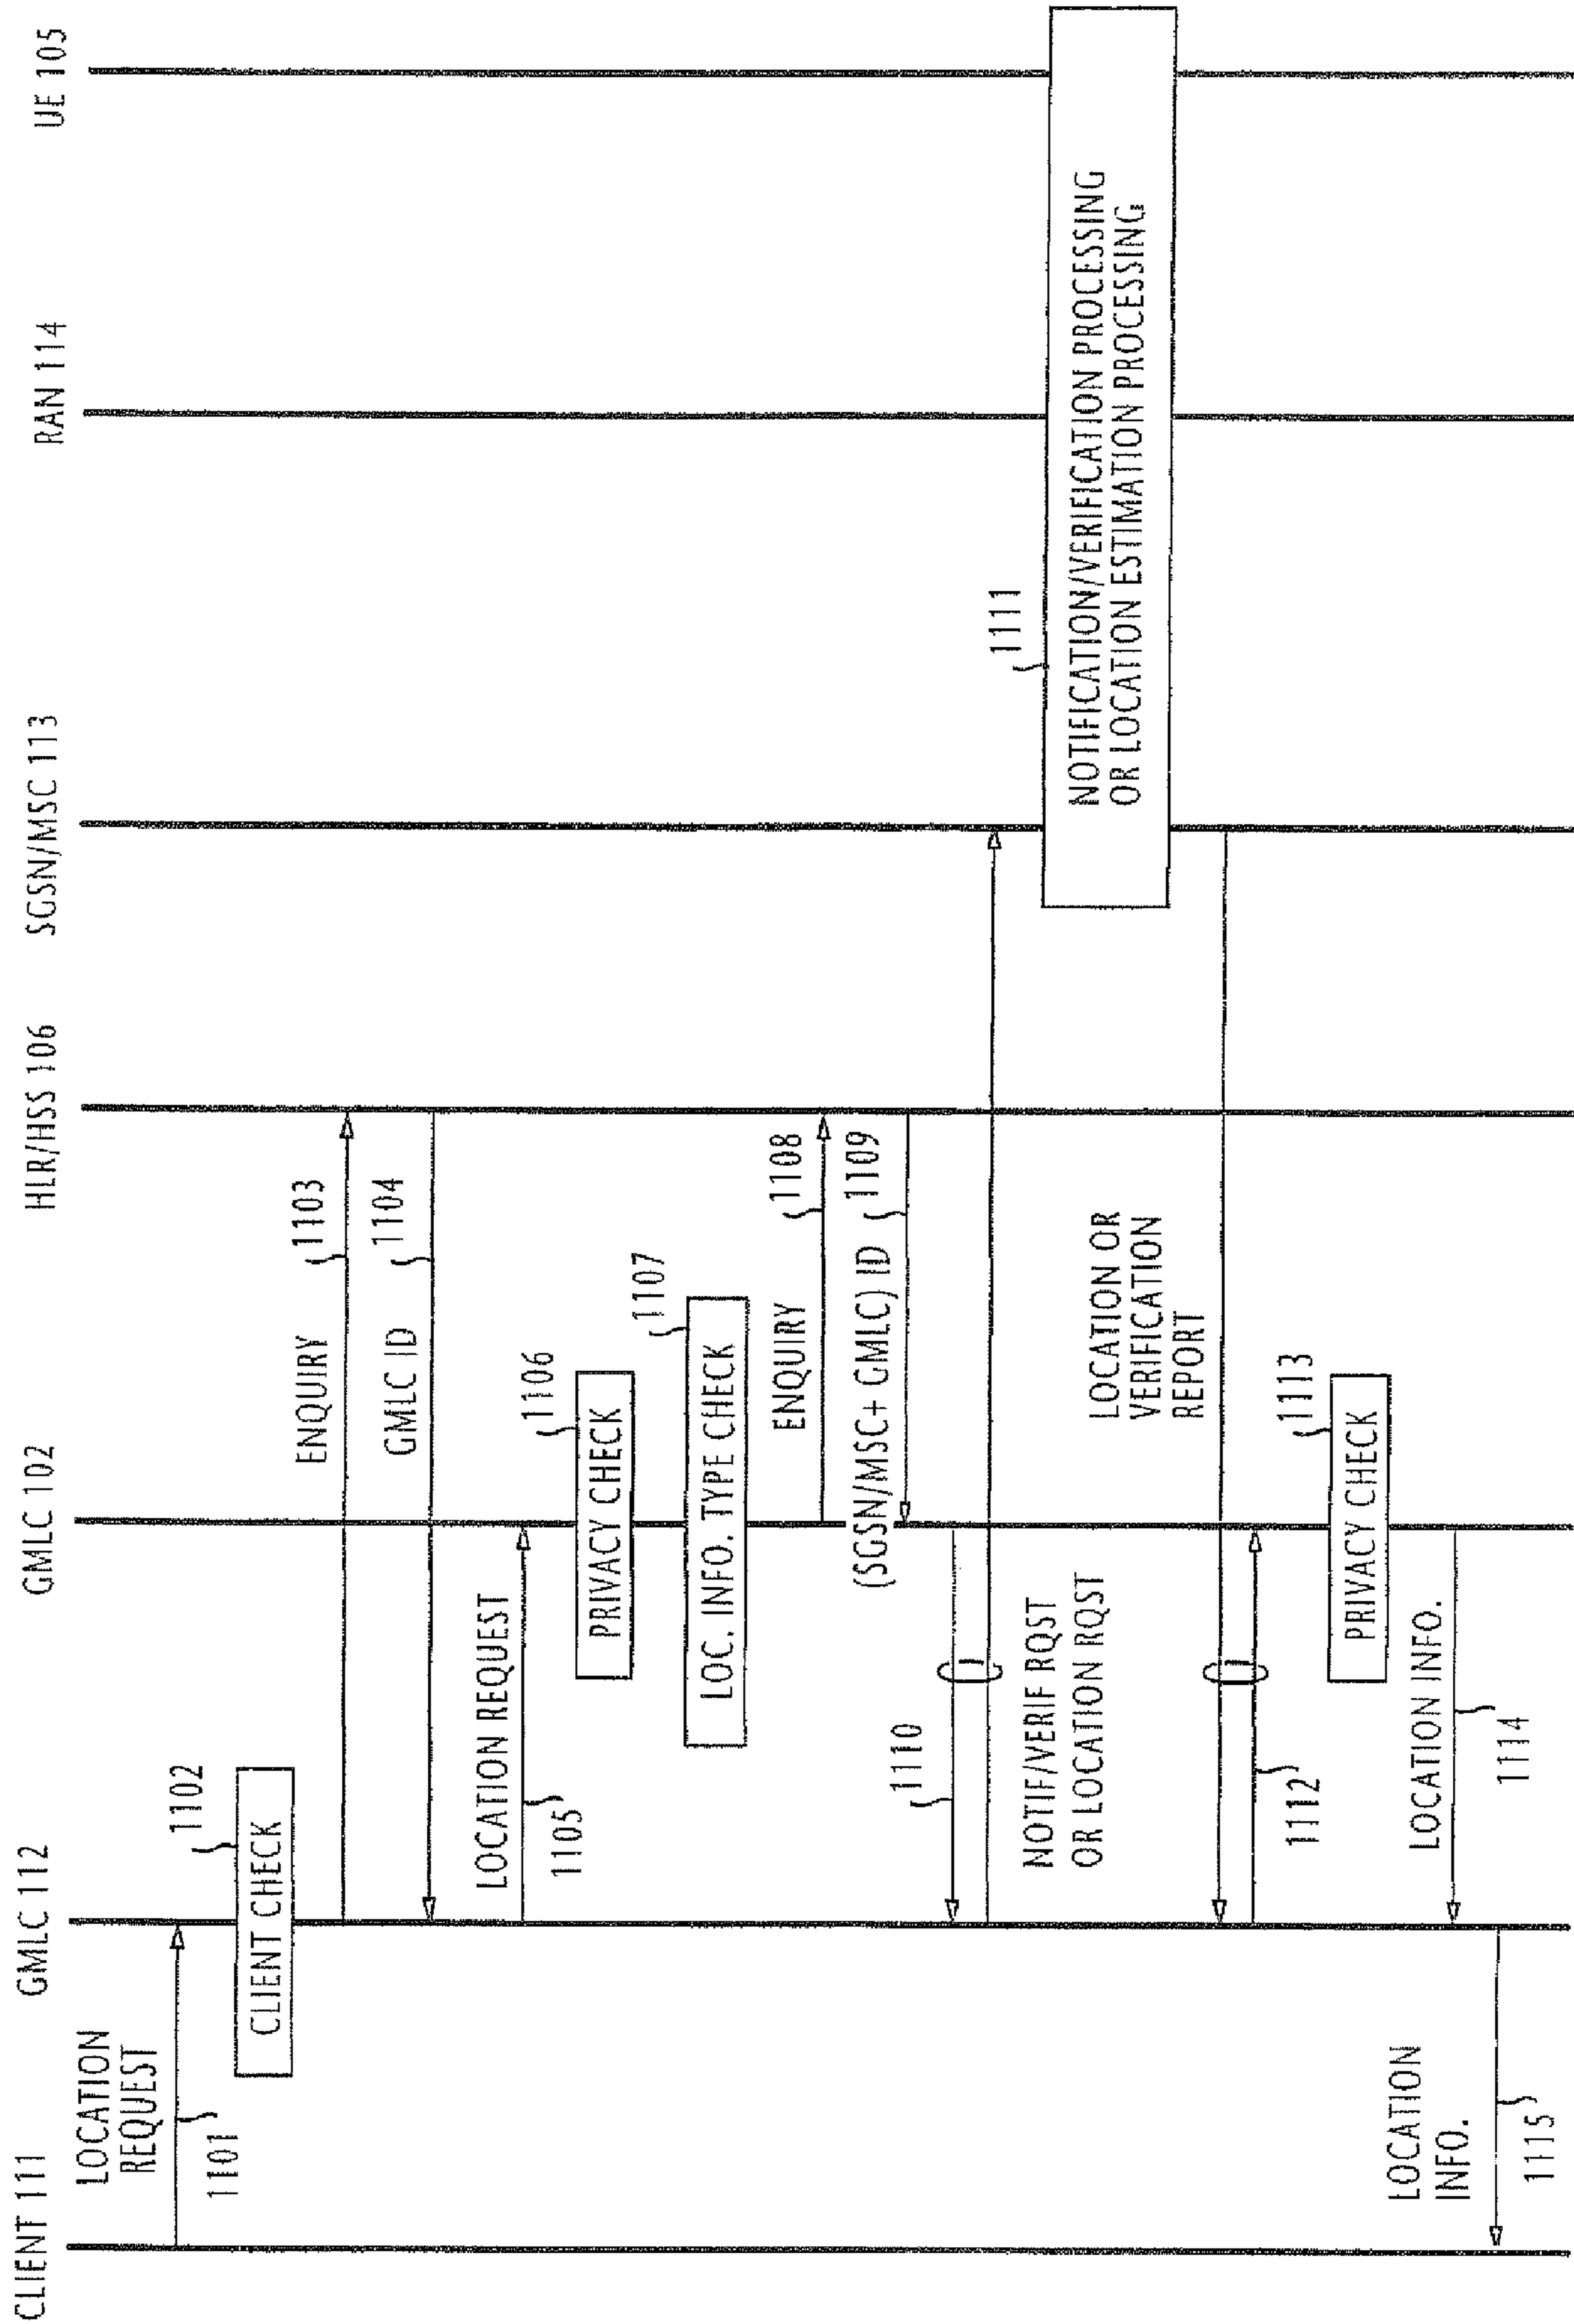 CLIENT 111
GMLC 112
GMLC 102
HLR/HSS 106
SGSN/MSC 113
RAN 114
UE 105
LOCATION
REQUEST
1101
1102
CLIENT CHECK
1103
ENQUIRY
1104
GMLC ID
LOCATION REQUEST
1105
1106
PRIVACY CHECK
1107
LOC. INFO. TYPE CHECK
1108
ENQUIRY
1109
(SGSN/MSC+ GMLC) ID
1110
NOTIF/VERIF RQST
OR LOCATION RQST
1111
NOTIFICATION/VERIFICATION PROCESSING
OR LOCATION ESTIMATION PROCESSING
LOCATION OR
VERIFICATION
REPORT
1112
1113
PRIVACY CHECK
LOCATION INFO.
1114
LOCATION
INFO.
1115